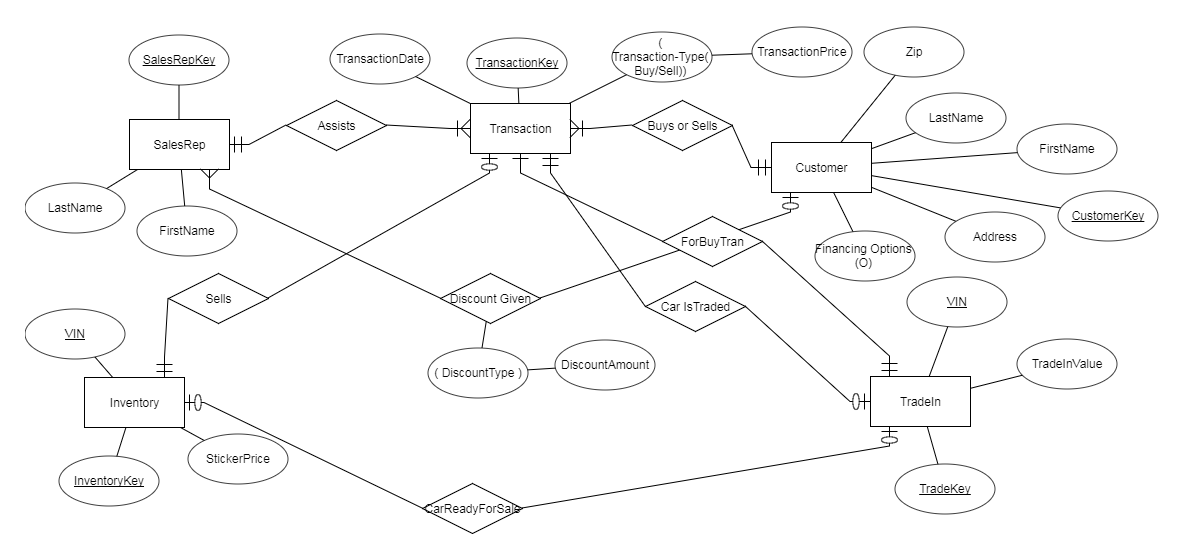 SalesRepKey
TransactionDate
TransactionKey
(
Transaction-Type(
Buy/Sell))
TransactionPrice
Zip
LastName
FirstName
CustomerKey
Address
Financing Options
(O)
SalesRep
Assists
Transaction
Buys or Sells
Customer
LastName
FirstName
ForBuyTran
Sells
Discount Given
Car IsTraded
VIN
VIN
( DiscountType )
DiscountAmount
TradeInValue
Inventory
TradeIn
StickerPrice
InventoryKey
TradeKey
CarReadyForSale